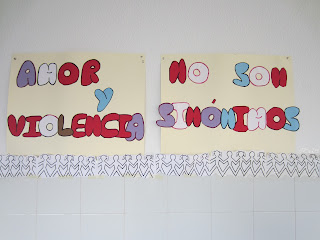 AMOR
Y
VIOLENCIA
NO SON
SINÓNIMOS